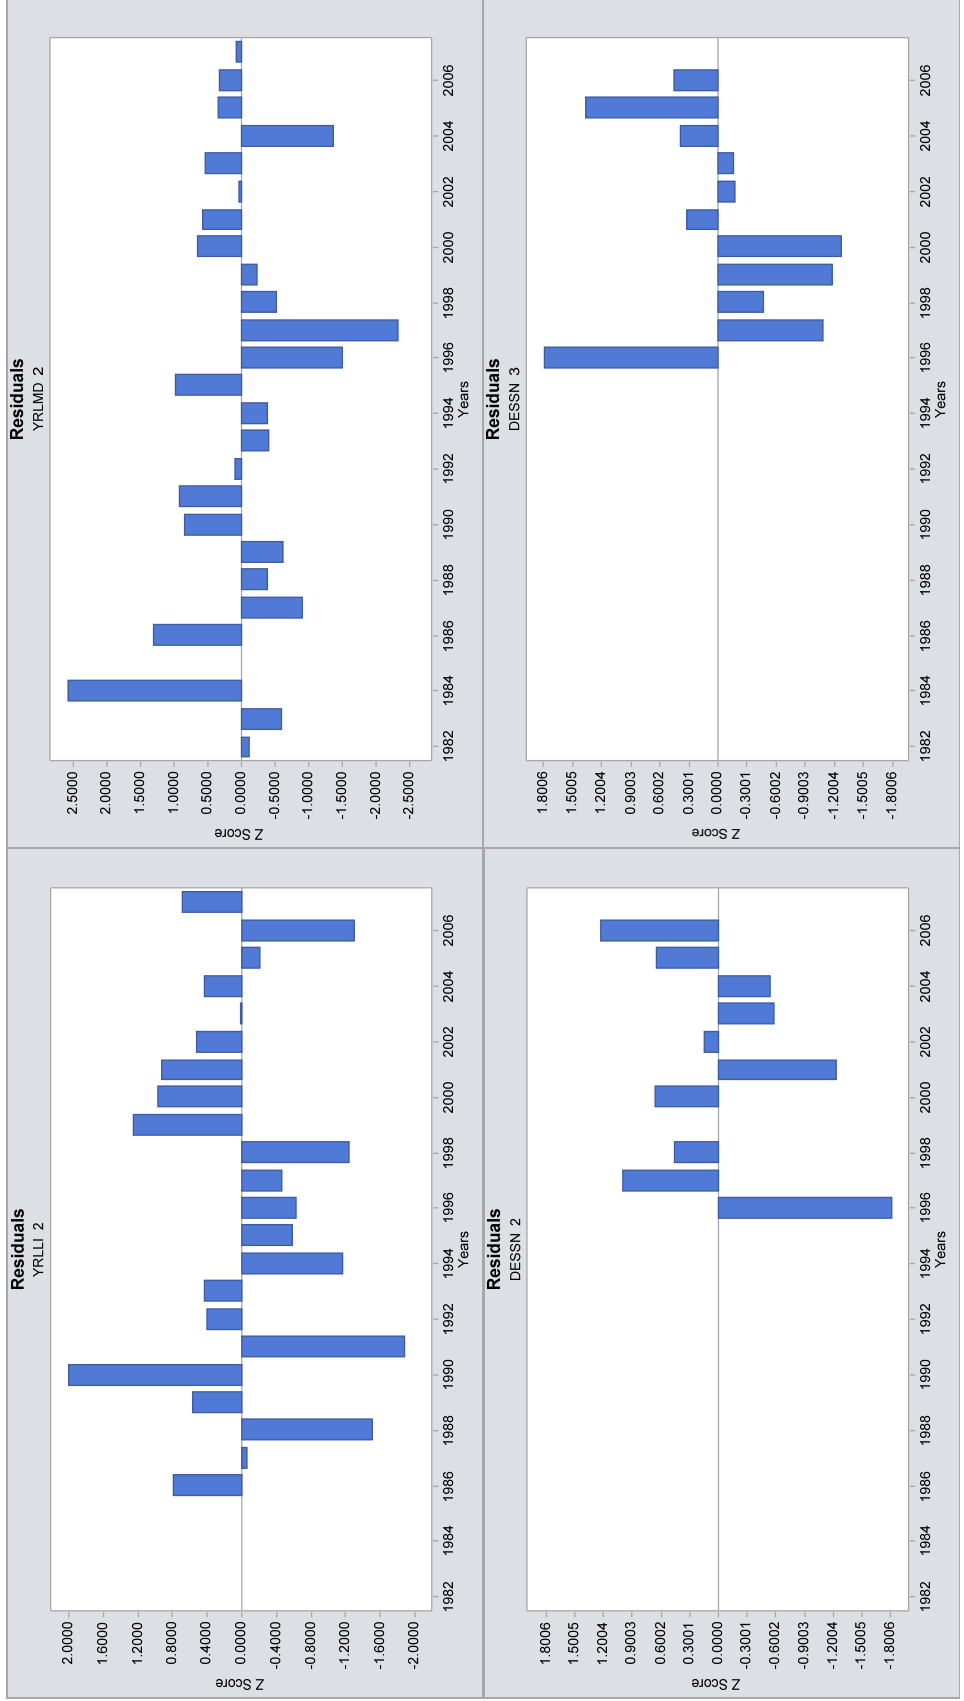 Residuals
YRLLI 2
2.0000
1.6000
1.2000
0.8000
0.4000
0.0000
-0.4000
-0.8000
-1.2000
-1.6000
-2.0000
Z Score
1982 1984 1986 1988 1990 1992 1994 1996 1998 2000 2002 2004 2006
Years
Residuals
YRLMD 2
2.5000
2.0000
1.5000
1.0000
0.5000
0.0000
-0.5000
-1.0000
-1.5000
-2.0000
-2.5000
Z Score
1982 1984 1986 1988 1990 1992 1994 1996 1998 2000 2002 2004 2006
Years
Residuals
DESSN 2
1.8006
1.5005
1.2004
0.9003
0.6002
0.3001
0.0000
-0.3001
-0.6002
-0.9003
-1.2004
-1.5005
-1.8006
Z Score
1982 1984 1986 1988 1990 1992 1994 1996 1998 2000 2002 2004 2006
Years
Residuals
DESSN 3
1.8006
1.5005
1.2004
0.9003
0.6002
0.3001
0.0000
-0.3001
-0.6002
-0.9003
-1.2004
-1.5005
-1.8006
Z Score
1982 1984 1986 1988 1990 1992 1994 1996 1998 2000 2002 2004 2006
Years